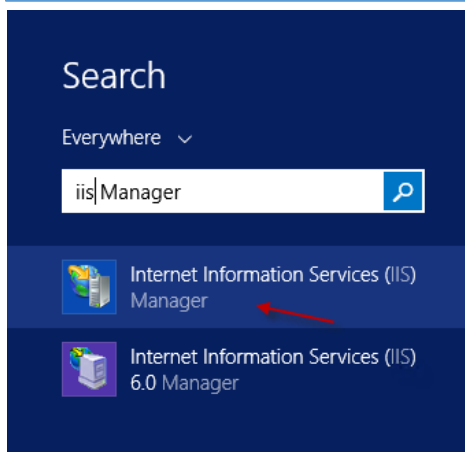 Search
Everywhere
iis Manager
Internet Information Services (IIS)
Manager
Internet Information Services (IIS)
6.0 Manager